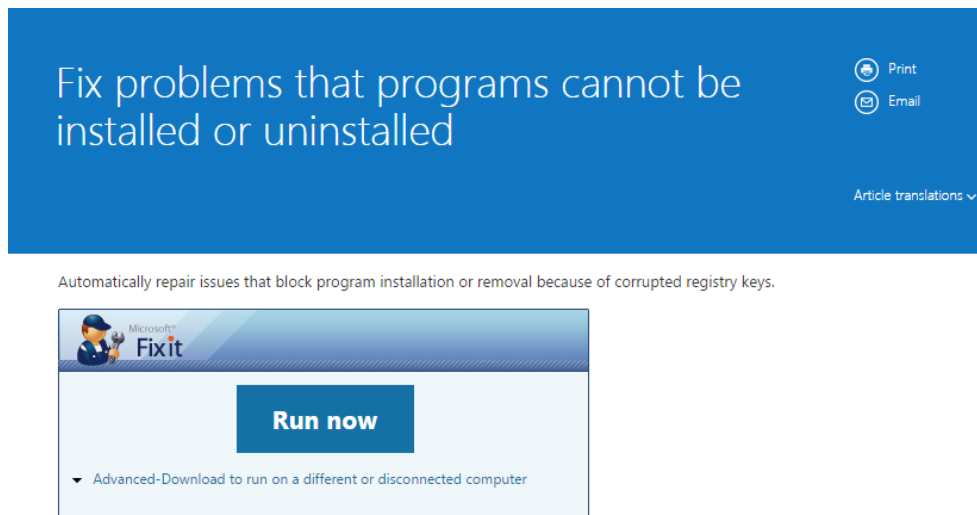 Fix problems that programs cannot be
installed or uninstalled
Print
Email
Article translations
Automatically repair issues that block program installation or removal because of corrupted registry keys.
Microsoft®
Fix it
Run now
Advanced-Download to run on a different or disconnected computer